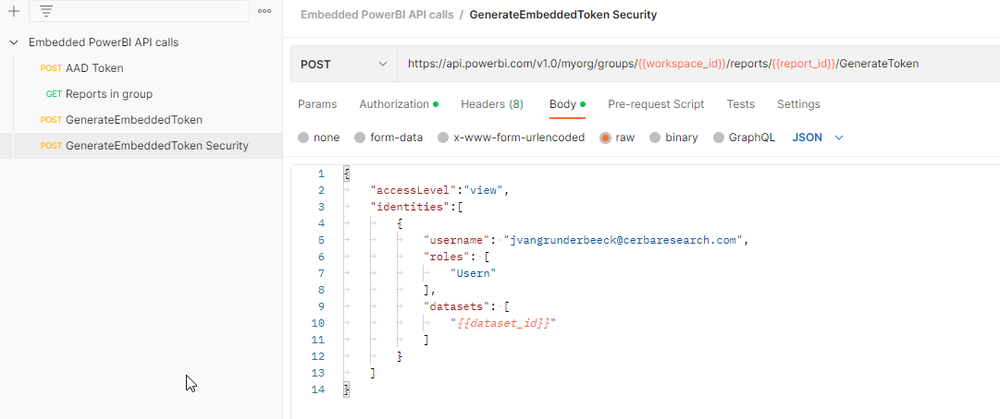 Embedded PowerBI API calls
POST AAD Token
GET Reports in group
POST GenerateEmbeddedToken
POST GenerateEmbeddedToken Security
Embedded PowerBI API calls / GenerateEmbeddedToken Security
POST https://api.powerbi.com/v1.0/myorg/groups/{{workspace_id}}/reports/{{report_id}}/GenerateToken
Params Authorization Headers (8) Body Pre-request Script Tests Settings
none form-data x-www-form-urlencoded raw binary GraphQL JSON
1 {
2 "accessLevel":"view",
3 "identities":[
4 {
5 "username": "jvangrunderbeeck@cerbaresearch.com",
6 "roles": [
7 "Usern"
8 ],
9 "datasets": [
10 "{{dataset_id}}"
11 ]
12 }
13 ]
14 }